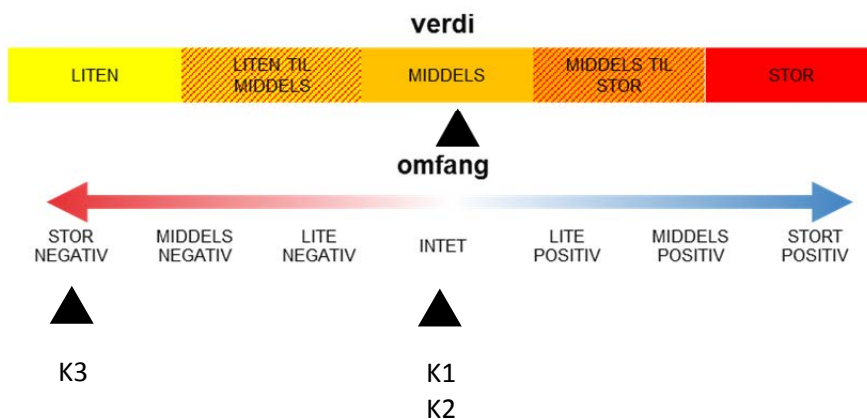 verdi
LITEN
LITEN TIL
MIDDELS
MIDDELS
MIDDELS TIL
STOR
STOR
omfang
STOR
NEGATIV
MIDDELS
NEGATIV
LITE
NEGATIV
INTET
LITE
POSITIV
MIDDELS
POSITIV
STORT
POSITIV
K3
K1
K2